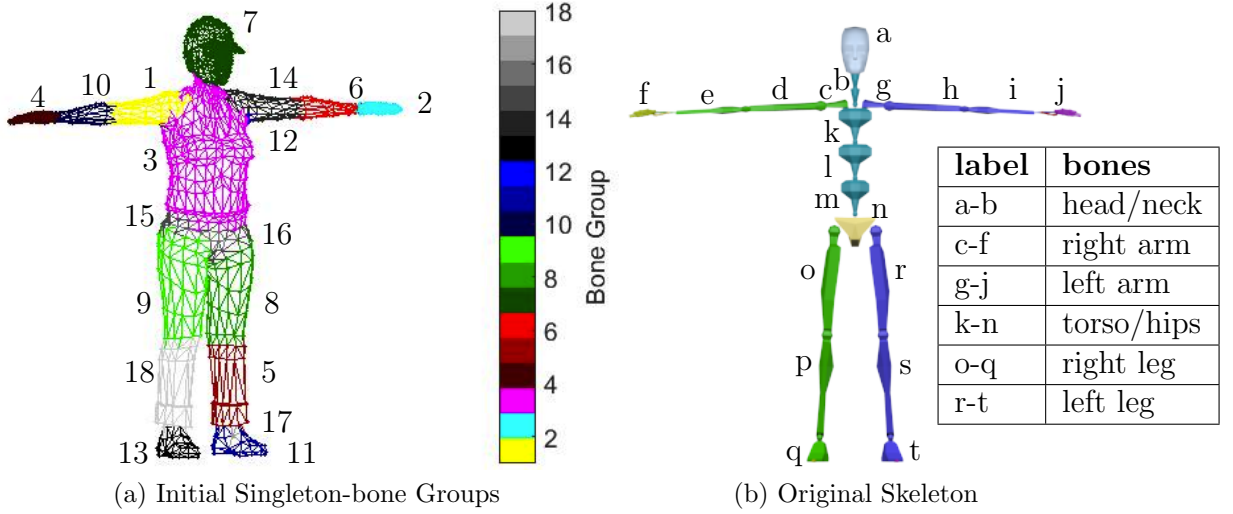 7
4
10
1
14
6
2
3
12
15
16
9
8
18
5
17
13
11
18
16
14
12
10
8
6
4
2
Bone Group
a
b
f
e
d
c
g
h
i
j
k
l
m
n
o
r
p
s
q
t
label bones
a-b head/neck
c-f right arm
g-j left arm
k-n torso/hips
o-q right leg
r-t left leg
(a) Initial Singleton-bone Groups
(b) Original Skeleton